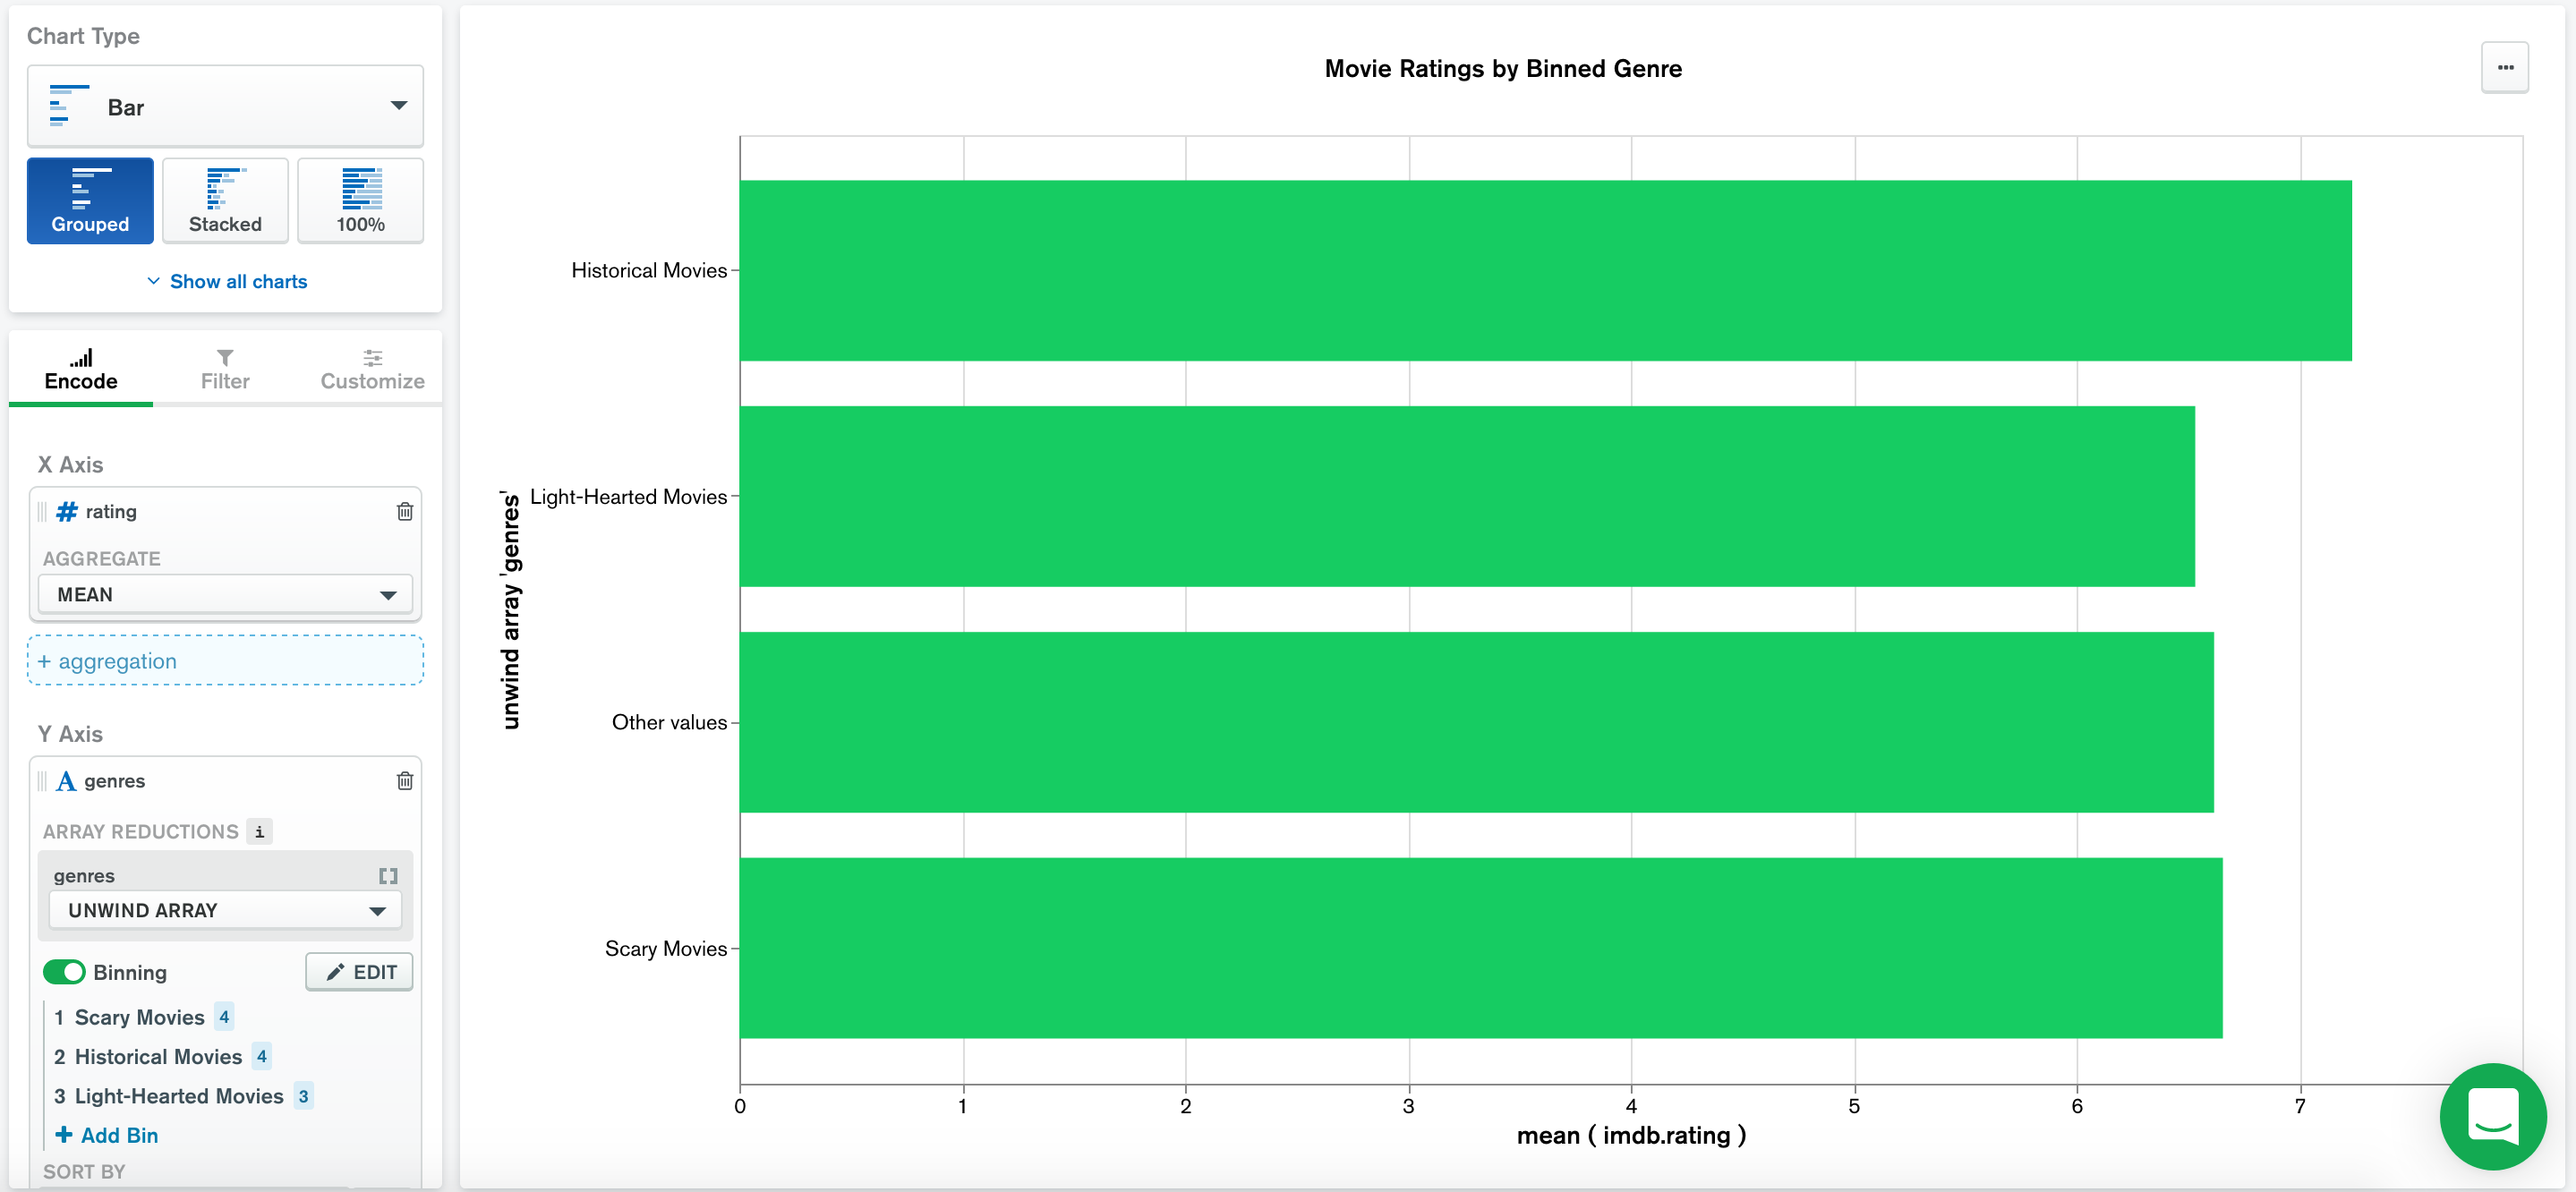 Chart Type
Bar
Grouped
Stacked
100%
Show all charts
Encode
Filter
Customize
X Axis
# rating
AGGREGATE
MEAN
+ aggregation
Y Axis
A genres
ARRAY REDUCTIONS i
genres
UNWIND ARRAY
Binning
EDIT
1 Scary Movies 4
2 Historical Movies 4
3 Light-Hearted Movies 3
+ Add Bin
SORT BY
Movie Ratings by Binned Genre
unwind array 'genres'
Historical Movies
Light-Hearted Movies
Other values
Scary Movies
0 1 2 3 4 5 6 7
mean ( imdb.rating )